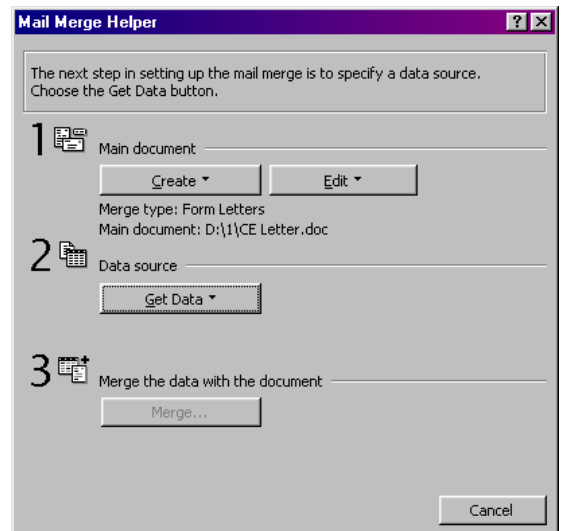 Mail Merge Helper
The next step in setting up the mail merge is to specify a data source.
Choose the Get Data button.
1
Main document
Create
Edit
Merge type: Form Letters
Main document: D:\1\CE Letter.doc
2
Data source
Get Data
3
Merge the data with the document
Merge...
Cancel